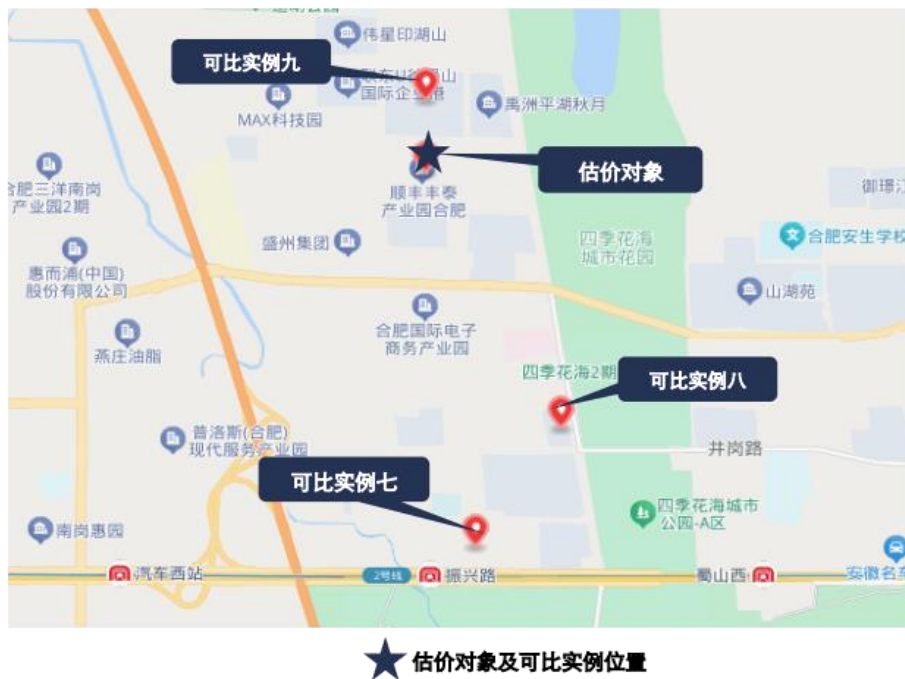 伟星印湖山
可比实例九
国际企业港
MAX科技园
禹洲平湖秋月
估价对象
合肥三洋南岗
产业园2期
顺丰丰泰
产业园合肥
御璟江
盛州集团
四季花海
城市花园
合肥安生学校
惠而浦(中国)
股份有限公司
山湖苑
合肥国际电子
商务产业园
燕庄油脂
四季花海2期
可比实例八
普洛斯(合肥)
现代服务产业园
井岗路
可比实例七
四季花海城市
公园-A区
南岗惠园
汽车西站
2号线
振兴路
蜀山西
安徽名车
估价对象及可比实例位置